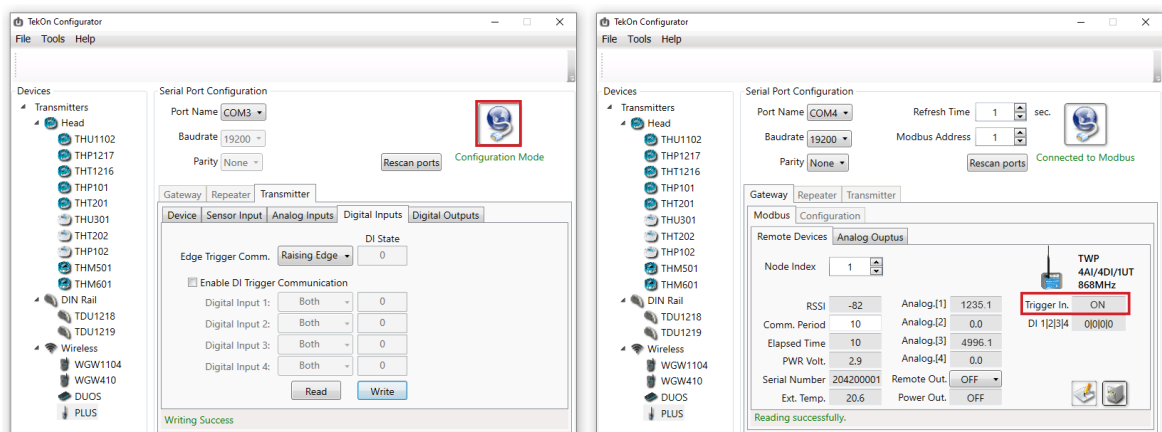 TekOn Configurator
File Tools Help
Devices
Transmitters
Head
THU1102
THP1217
THT1216
THP101
THT201
THU301
THT202
THP102
THM501
THM601
DIN Rail
TDU1218
TDU1219
Wireless
WGW1104
WGW410
DUOS
PLUS
Serial Port Configuration
Port Name COM3
Baudrate 19200
Parity None Rescan ports Configuration Mode
Gateway Repeater Transmitter
Device Sensor Input Analog Inputs Digital Inputs Digital Outputs
DI State
Edge Trigger Comm. Raising Edge 0
Enable DI Trigger Communication
Digital Input 1: Both 0
Digital Input 2: Both 0
Digital Input 3: Both 0
Digital Input 4: Both 0
Read Write
Writing Success
TekOn Configurator
File Tools Help
Devices
Transmitters
Head
THU1102
THP1217
THT1216
THP101
THT201
THU301
THT202
THP102
THM501
THM601
DIN Rail
TDU1218
TDU1219
Wireless
WGW1104
WGW410
DUOS
PLUS
Serial Port Configuration
Port Name COM4 Refresh Time 1 sec.
Baudrate 19200 Modbus Address 1
Parity None Rescan ports Connected to Modbus
Gateway Repeater Transmitter
Modbus Configuration
Remote Devices Analog Ouptus
Node Index 1
TWP
4AI/4DI/1UT
868MHz
RSSI -82 Analog.[1] 1235.1 Trigger In. ON
Comm. Period 10 Analog.[2] 0.0 DI 1|2|3|4 0|0|0|0
Elapsed Time 10 Analog.[3] 4996.1
PWR Volt. 2.9 Analog.[4] 0.0
Serial Number 204200001 Remote Out. OFF
Ext. Temp. 20.6 Power Out. OFF
Reading successfully.